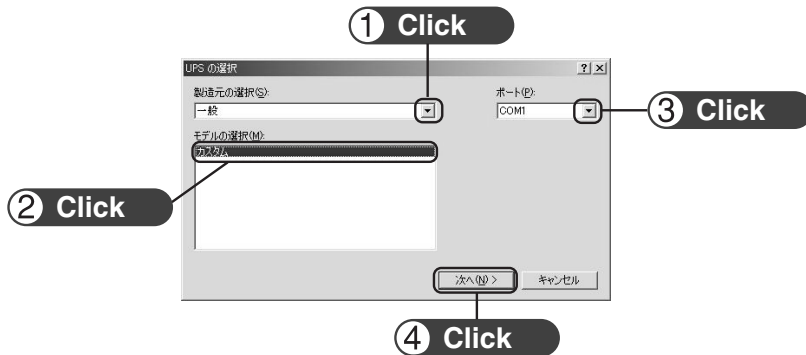 ① Click
UPS の選択
製造元の選択(S):
ポート(P):
一般
COM1
③ Click
モデルの選択(M):
カスタム
② Click
次へ(N) >
キャンセル
④ Click